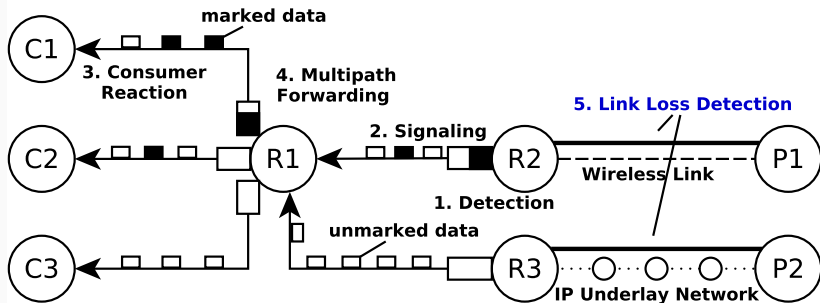 marked data
C1
3. Consumer
Reaction
4. Multipath
Forwarding
5. Link Loss Detection
2. Signaling
C2
R1
R2
P1
Wireless Link
1. Detection
unmarked data
C3
R3
P2
IP Underlay Network